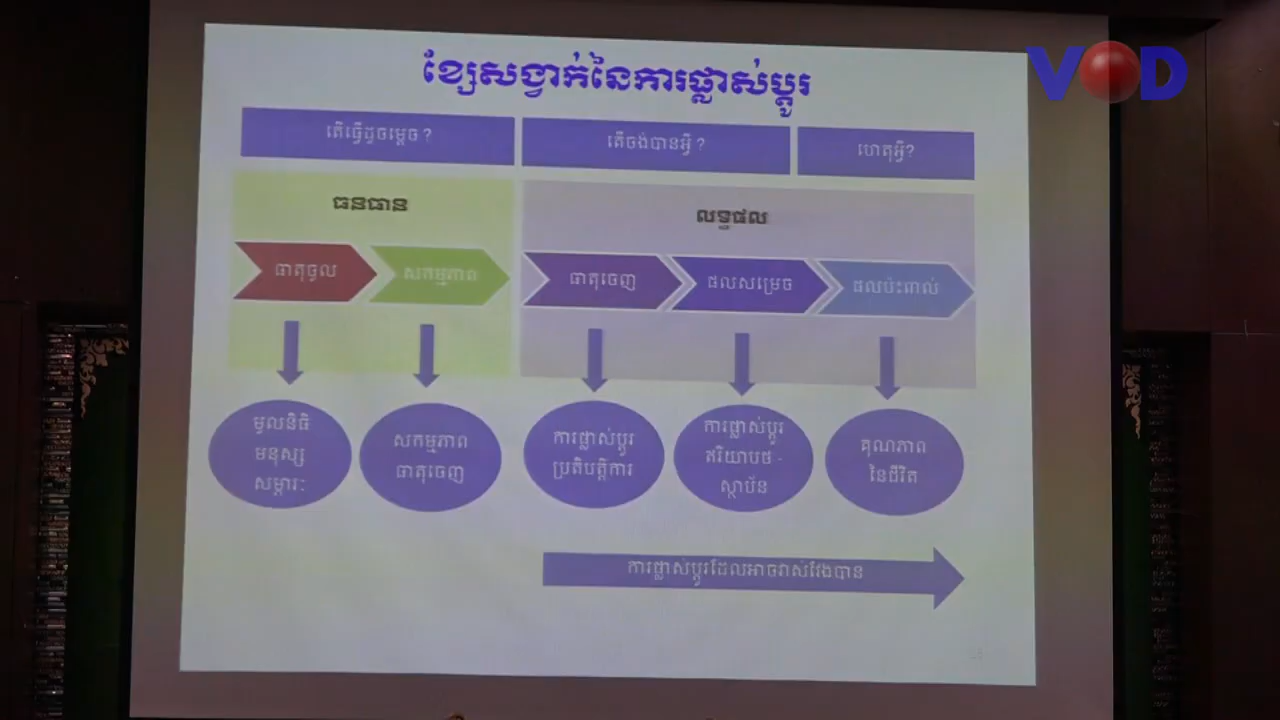 ខ្សែសង្វាក់នៃការផ្លាស់ប្ដូរ
VOD
តើធ្វើដូចម្ដេច?
តើចង់បានអ្វី?
ហេតុអ្វី?
ធនធាន
លទ្ធផល
ធាតុចូល
សកម្មភាព
ធាតុចេញ
ផលសម្រេច
ផលប៉ះពាល់
មូលនិធិ
មនុស្ស
សម្ភារៈ
សកម្មភាព
ធាតុចេញ
ការផ្លាស់ប្ដូរ
ប្រតិបត្តិការ
ការផ្លាស់ប្ដូរ
ឥរិយាបថ -
ស្ថាប័ន
គុណភាព
នៃជីវិត
ការផ្លាស់ប្ដូរដែលអាចវាស់វែងបាន